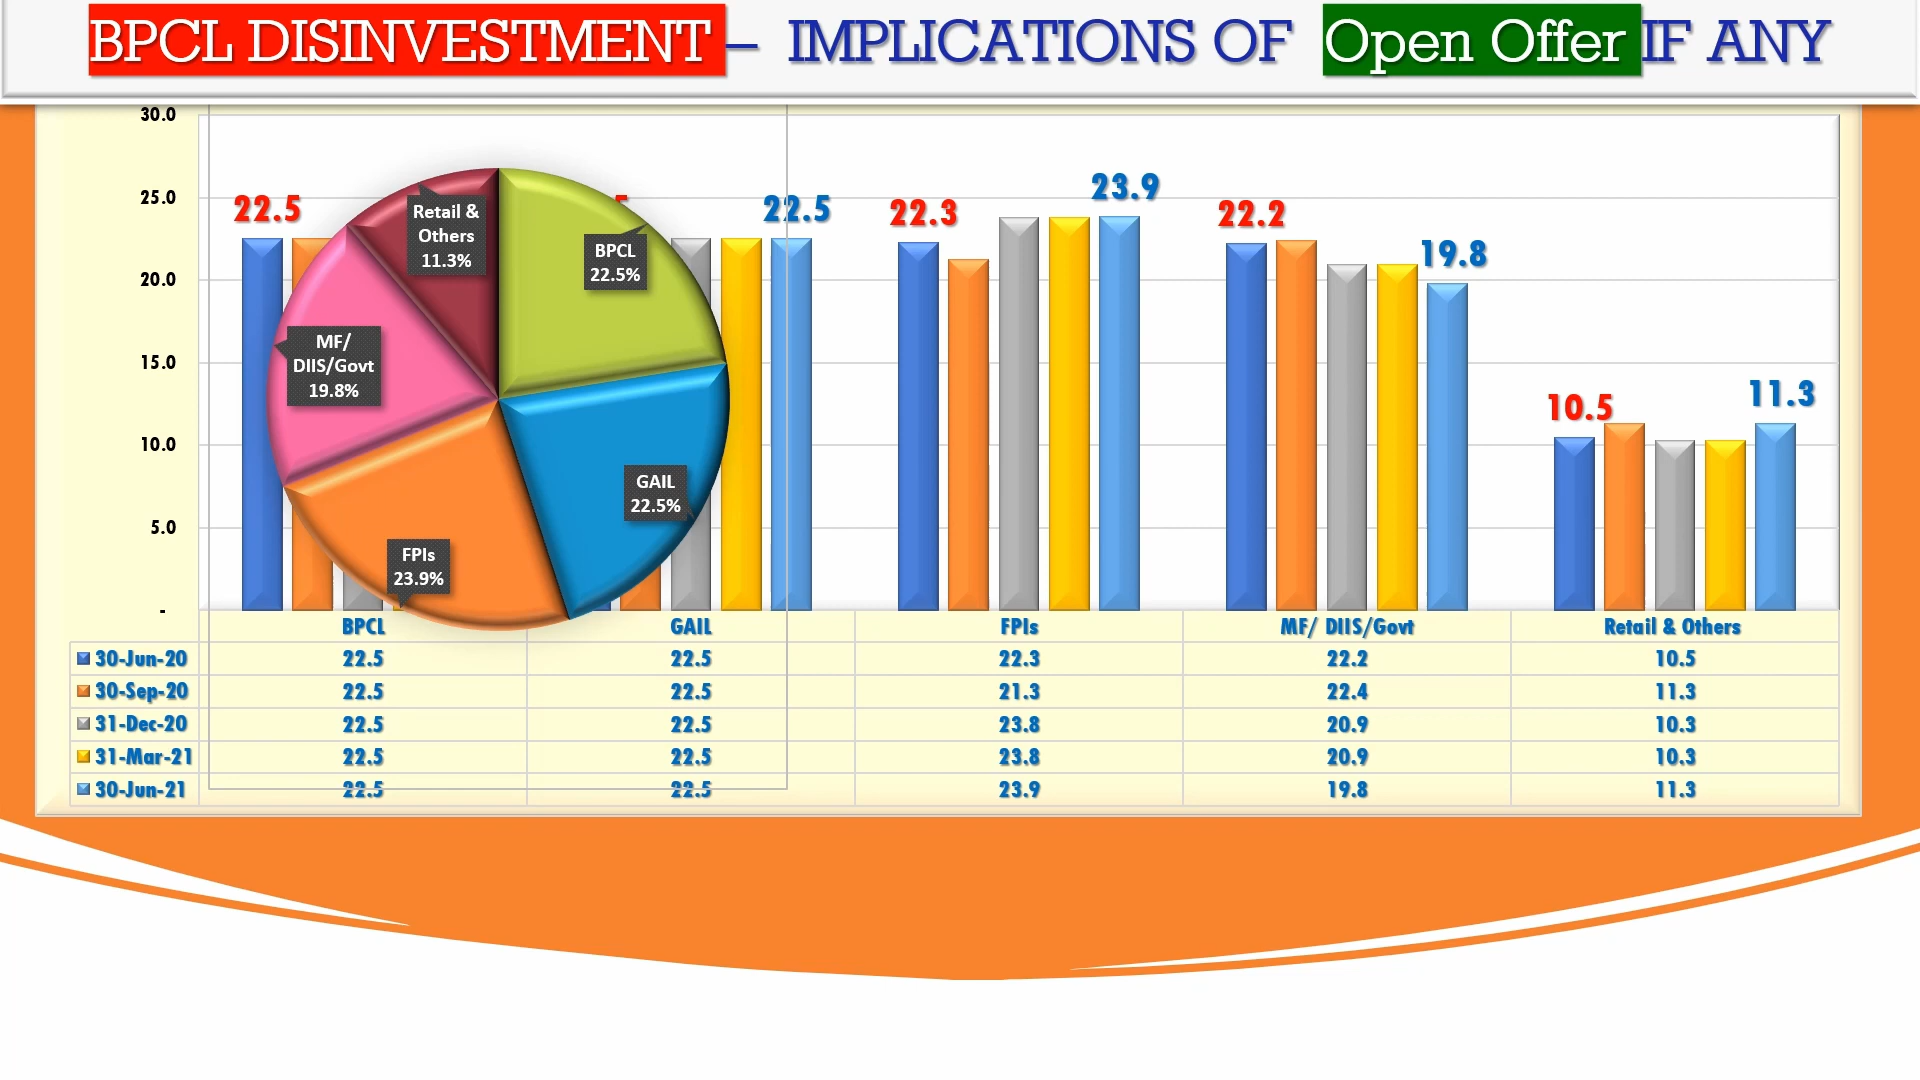 BPCL DISINVESTMENT – IMPLICATIONS OF Open Offer IF ANY
30.0
25.0
20.0
15.0
10.0
5.0
-
22.5
22.5
22.3
23.9
22.2
19.8
10.5
11.3
Retail &
Others
11.3%
BPCL
22.5%
MF/
DIIS/Govt
19.8%
GAIL
22.5%
FPIs
23.9%
BPCL GAIL FPIs MF/ DIIS/Govt Retail & Others
30-Jun-20 22.5 22.5 22.3 22.2 10.5
30-Sep-20 22.5 22.5 21.3 22.4 11.3
31-Dec-20 22.5 22.5 23.8 20.9 10.3
31-Mar-21 22.5 22.5 23.8 20.9 10.3
30-Jun-21 22.5 22.5 23.9 19.8 11.3